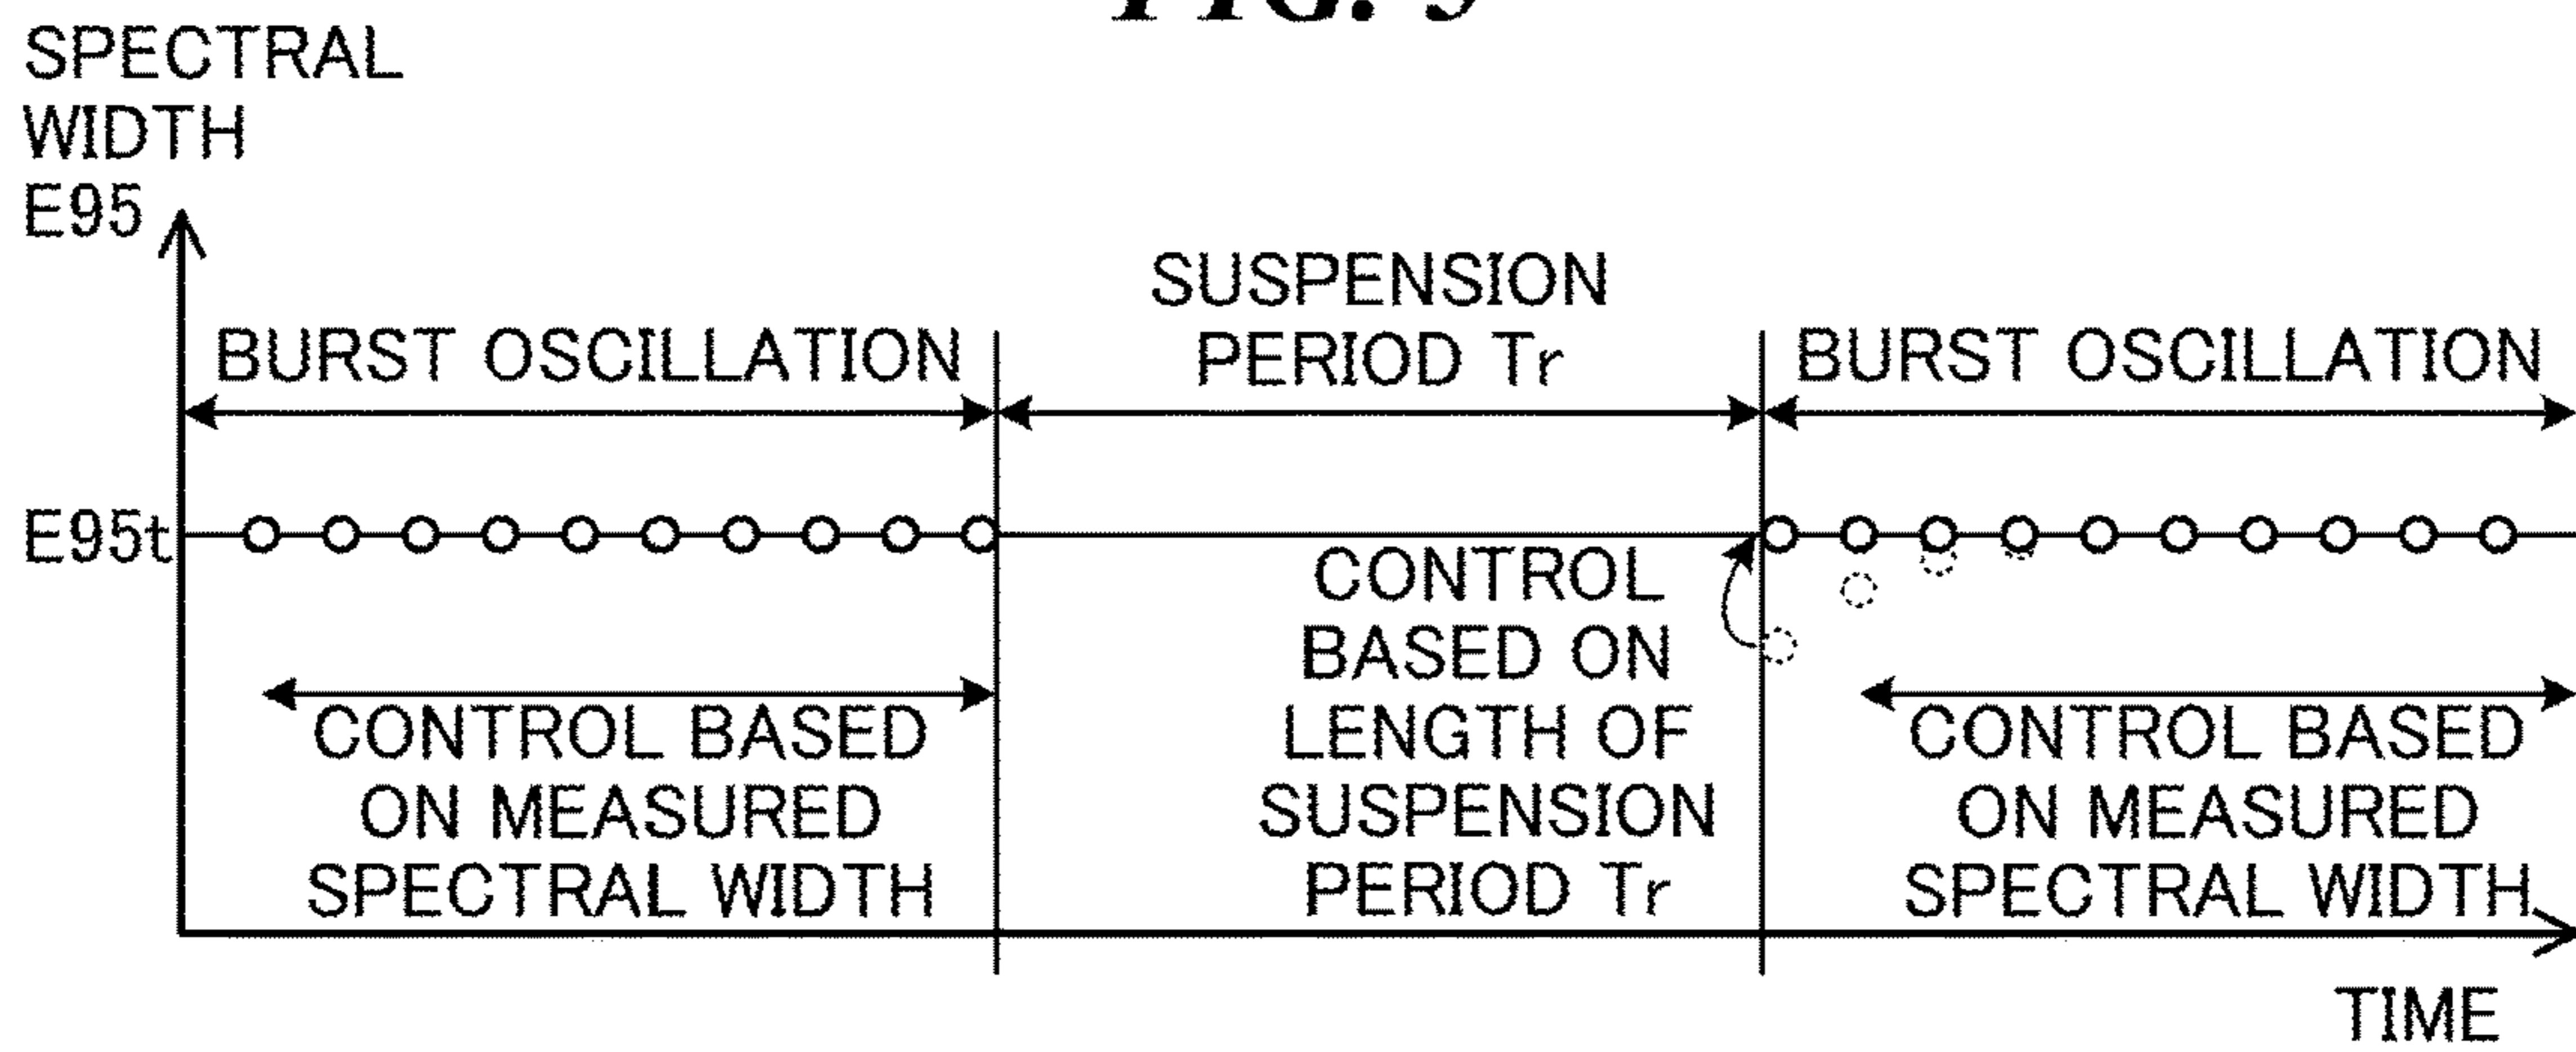 SPECTRAL
WIDTH
E95
SUSPENSION
PERIOD Tr
BURST OSCILLATION
BURST OSCILLATION
E95t
CONTROL
BASED ON
LENGTH OF
SUSPENSION
PERIOD Tr
CONTROL BASED
ON MEASURED
SPECTRAL WIDTH
CONTROL BASED
ON MEASURED
SPECTRAL WIDTH
TIME